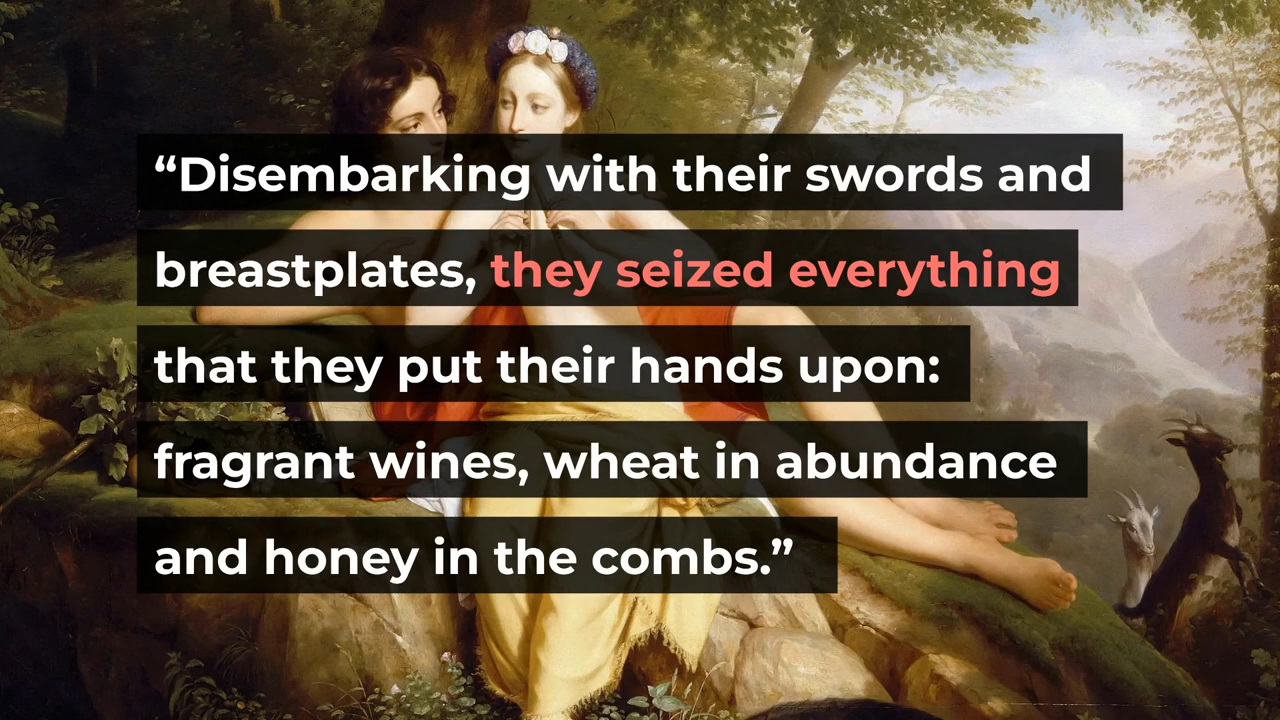 “Disembarking with their swords and
breastplates, they seized everything
that they put their hands upon:
fragrant wines, wheat in abundance
and honey in the combs.”